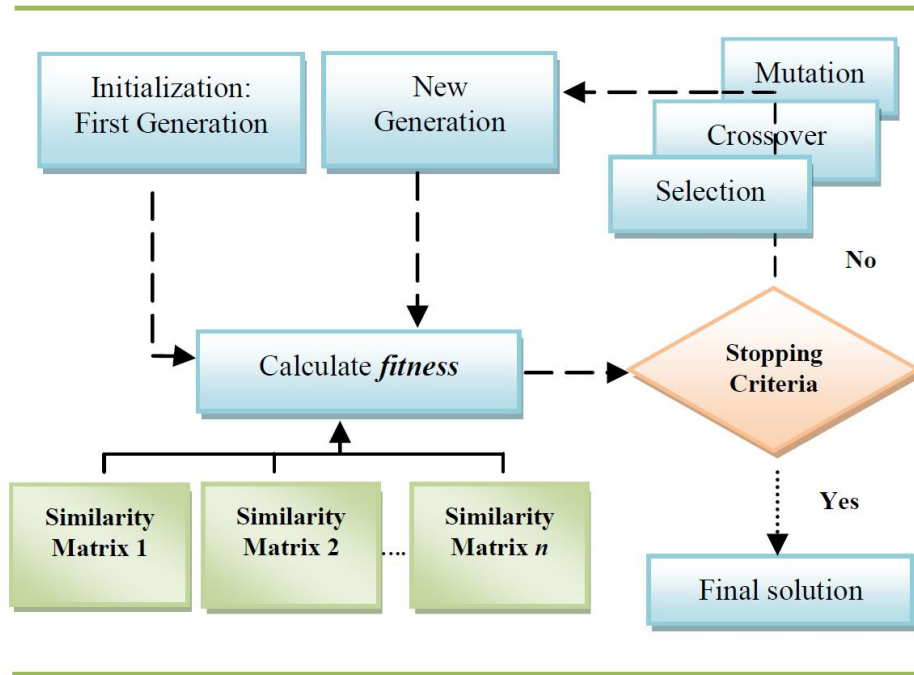 Initialization:
First Generation
New
Generation
Mutation
Crossover
Selection
No
Calculate fitness
Stopping
Criteria
Similarity
Matrix 1
Similarity
Matrix 2
....
Similarity
Matrix n
Yes
Final solution